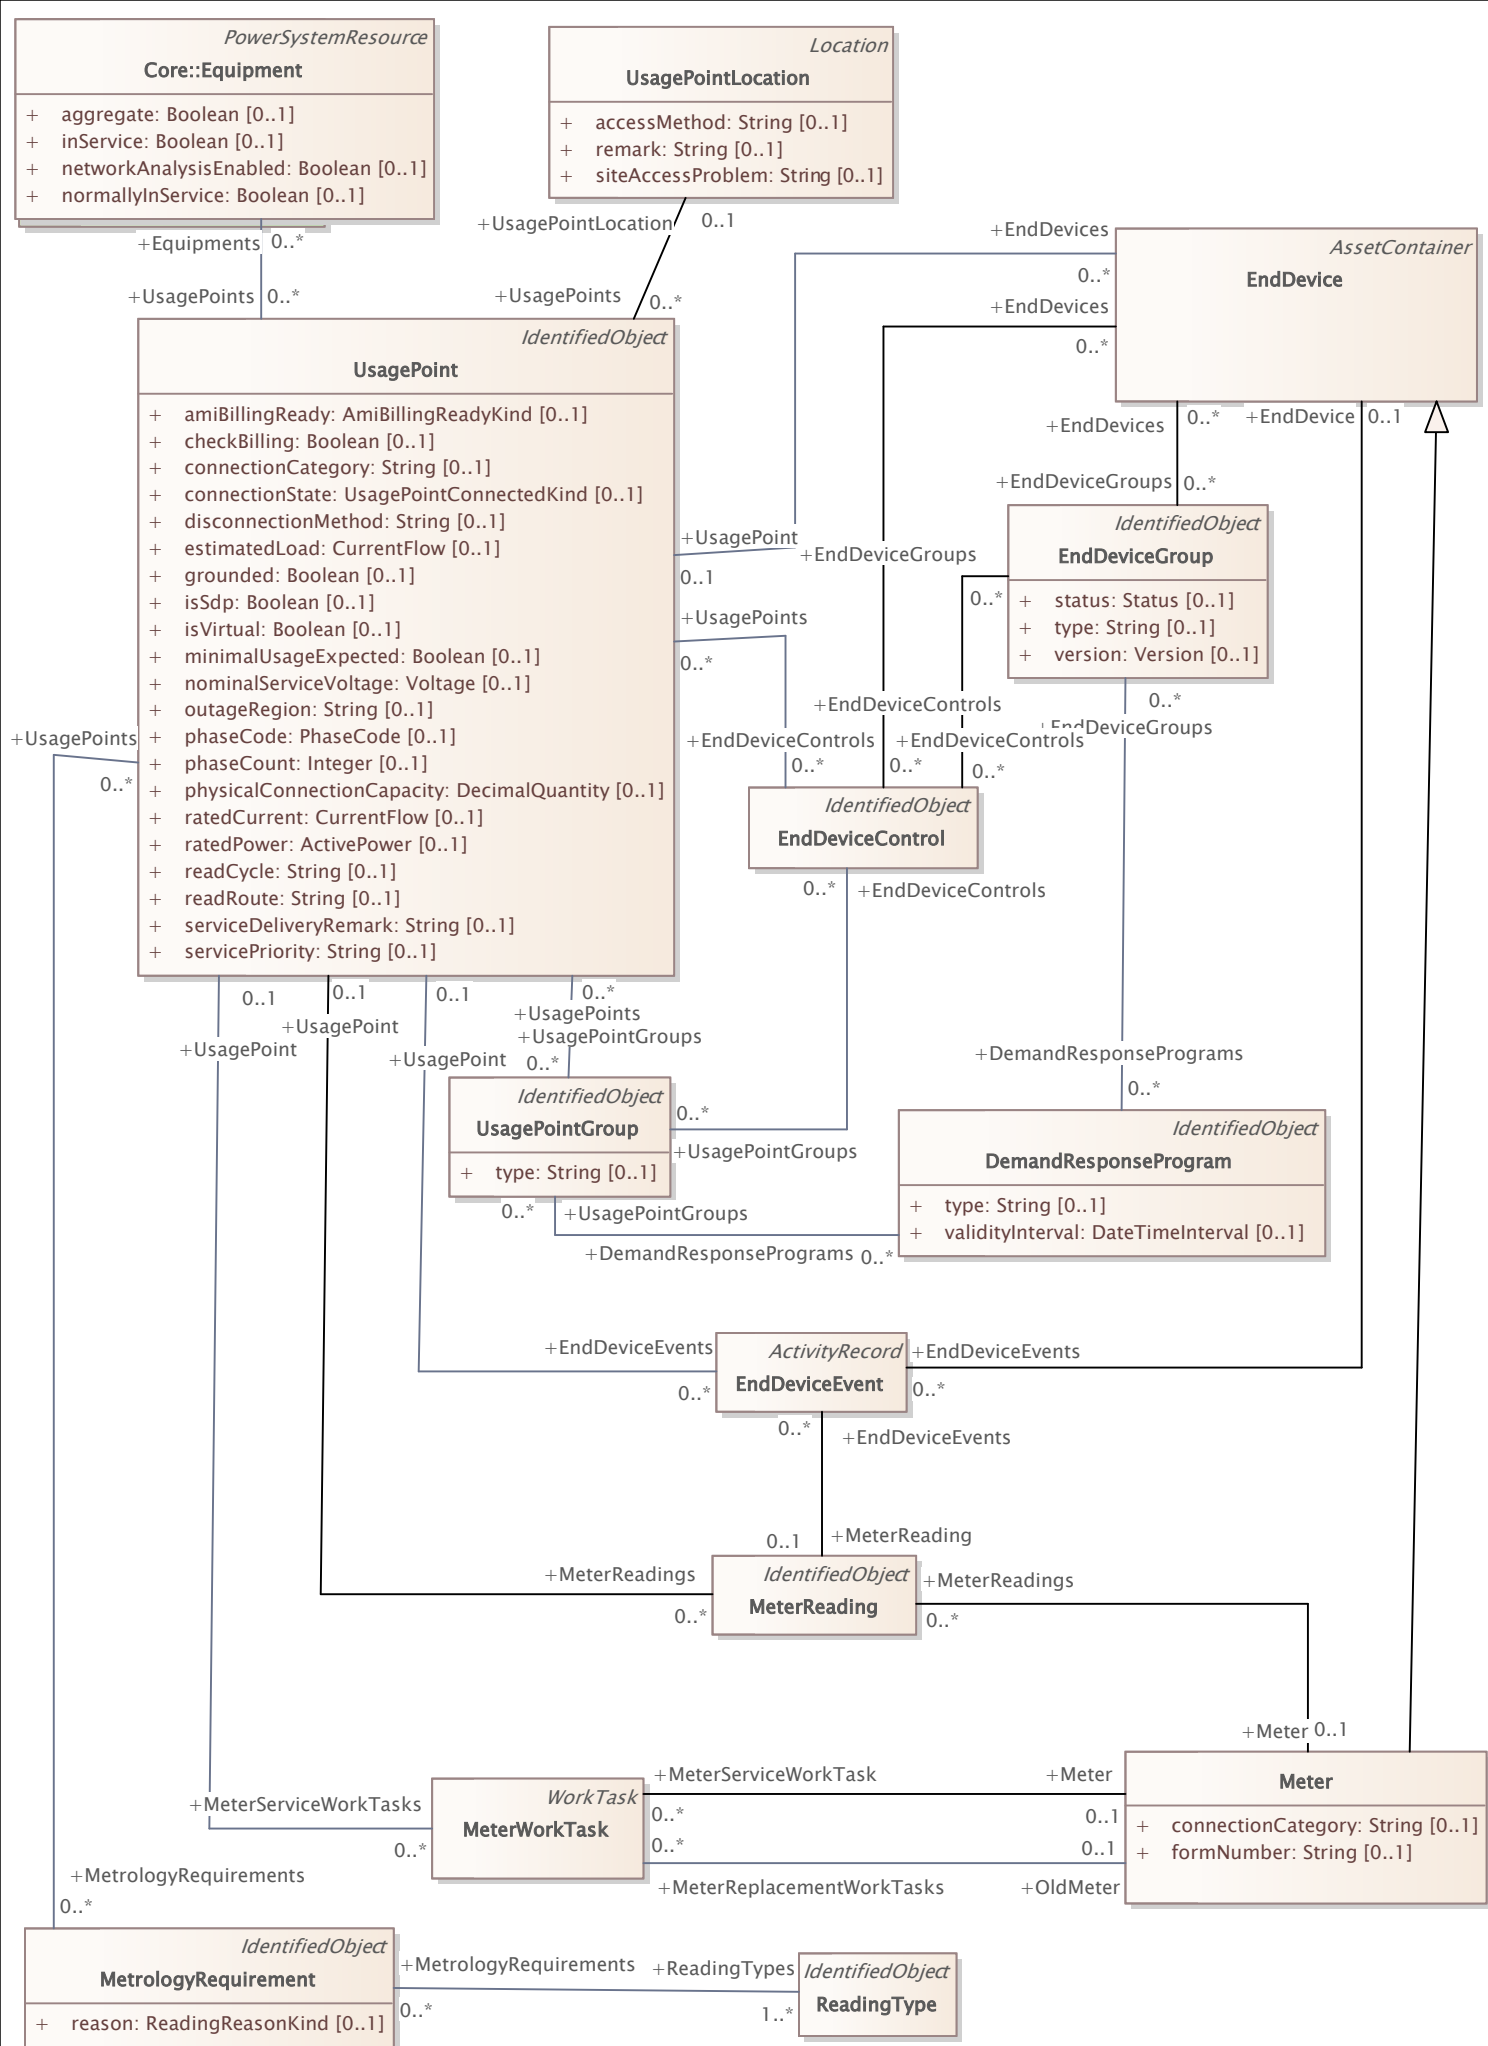 PowerSystemResource
Core::Equipment
+ aggregate: Boolean [0..1]
+ inService: Boolean [0..1]
+ networkAnalysisEnabled: Boolean [0..1]
+ normallyInService: Boolean [0..1]
Location
UsagePointLocation
+ accessMethod: String [0..1]
+ remark: String [0..1]
+ siteAccessProblem: String [0..1]
+Equipments 0..*
+UsagePoints 0..*
+UsagePointLocation 0..1
+UsagePoints 0..*
AssetContainer
EndDevice
+EndDevices
0..*
+EndDevices
0..*
+EndDevices 0..*
+EndDevice 0..1
+EndDeviceGroups 0..*
IdentifiedObject
UsagePoint
+ amiBillingReady: AmiBillingReadyKind [0..1]
+ checkBilling: Boolean [0..1]
+ connectionCategory: String [0..1]
+ connectionState: UsagePointConnectedKind [0..1]
+ disconnectionMethod: String [0..1]
+ estimatedLoad: CurrentFlow [0..1]
+ grounded: Boolean [0..1]
+ isSdp: Boolean [0..1]
+ isVirtual: Boolean [0..1]
+ minimalUsageExpected: Boolean [0..1]
+ nominalServiceVoltage: Voltage [0..1]
+ outageRegion: String [0..1]
+ phaseCode: PhaseCode [0..1]
+ phaseCount: Integer [0..1]
+ physicalConnectionCapacity: DecimalQuantity [0..1]
+ ratedCurrent: CurrentFlow [0..1]
+ ratedPower: ActivePower [0..1]
+ readCycle: String [0..1]
+ readRoute: String [0..1]
+ serviceDeliveryRemark: String [0..1]
+ servicePriority: String [0..1]
+UsagePoint
0..1
+UsagePoints
0..*
+EndDeviceGroups
0..*
IdentifiedObject
EndDeviceGroup
+ status: Status [0..1]
+ type: String [0..1]
+ version: Version [0..1]
0..*
+EndDeviceGroups
+EndDeviceControls
+EndDeviceControls
+EndDeviceControls
0..*
0..*
0..*
IdentifiedObject
EndDeviceControl
0..* +EndDeviceControls
+UsagePoints
0..*
0..1
+UsagePoint
0..1
+UsagePoint
0..1
+UsagePoint
0..*
+UsagePoints
+UsagePointGroups
0..*
IdentifiedObject
UsagePointGroup
+ type: String [0..1]
0..*
+UsagePointGroups
0..* +UsagePointGroups
+DemandResponsePrograms 0..*
+DemandResponsePrograms
0..*
IdentifiedObject
DemandResponseProgram
+ type: String [0..1]
+ validityInterval: DateTimeInterval [0..1]
+EndDeviceEvents
0..*
ActivityRecord
EndDeviceEvent
+EndDeviceEvents
0..*
0..* +EndDeviceEvents
0..1 +MeterReading
+MeterReadings
0..*
IdentifiedObject
MeterReading
+MeterReadings
0..*
+Meter 0..1
Meter
+ connectionCategory: String [0..1]
+ formNumber: String [0..1]
+MeterServiceWorkTasks
0..*
WorkTask
MeterWorkTask
+MeterServiceWorkTask +Meter
0..* 0..1
0..* 0..1
+MeterReplacementWorkTasks +OldMeter
+MetrologyRequirements
0..*
IdentifiedObject
MetrologyRequirement
+ reason: ReadingReasonKind [0..1]
+MetrologyRequirements +ReadingTypes
0..* 1..*
IdentifiedObject
ReadingType